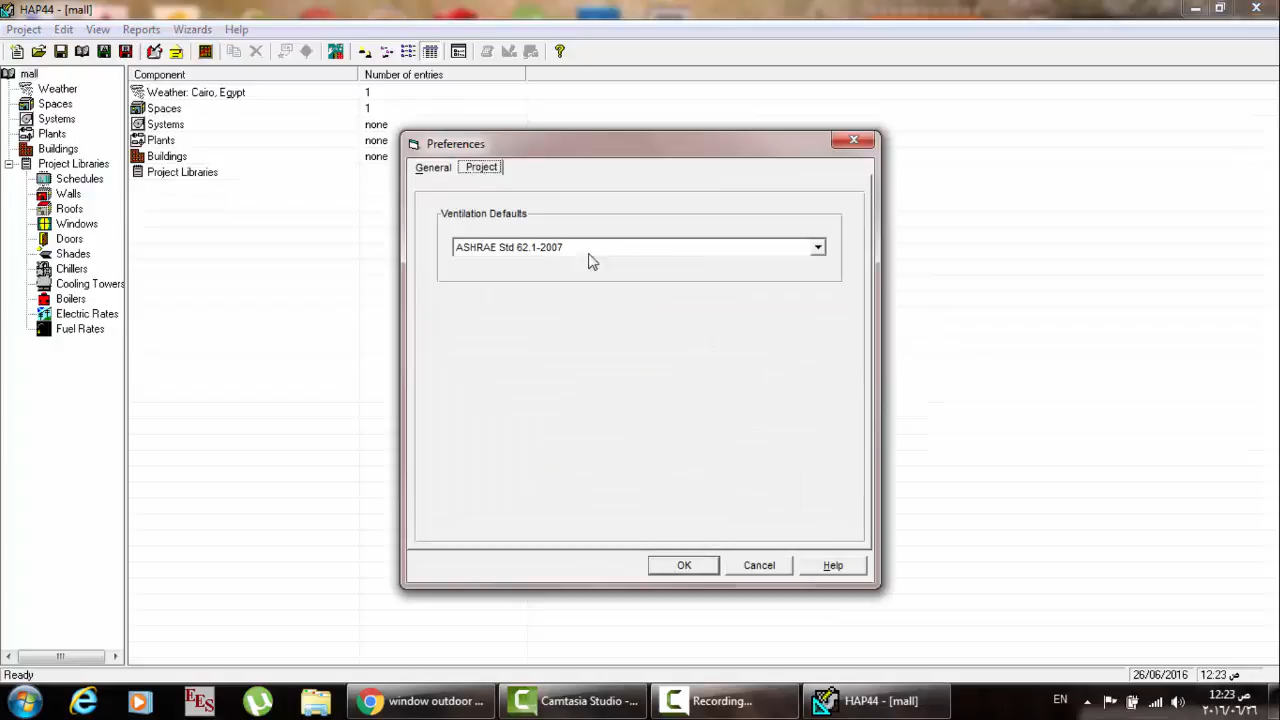 HAP44 - [mall]
Project Edit View Reports Wizards Help
mall
Weather
Spaces
Systems
Plants
Buildings
Project Libraries
Schedules
Walls
Roofs
Windows
Doors
Shades
Chillers
Cooling Towers
Boilers
Electric Rates
Fuel Rates
Component Number of entries
Weather: Cairo, Egypt 1
Spaces 1
Systems none
Plants none
Buildings none
Project Libraries
Preferences
General Project
Ventilation Defaults
ASHRAE Std 62.1-2007
OK Cancel Help
Ready 26/06/2016 12:23 ص
EES window outdoor ... Camtasia Studio -... Recording... HAP44 - [mall] EN 12:23 ص
٢٠١٦/٠٦/٢٦